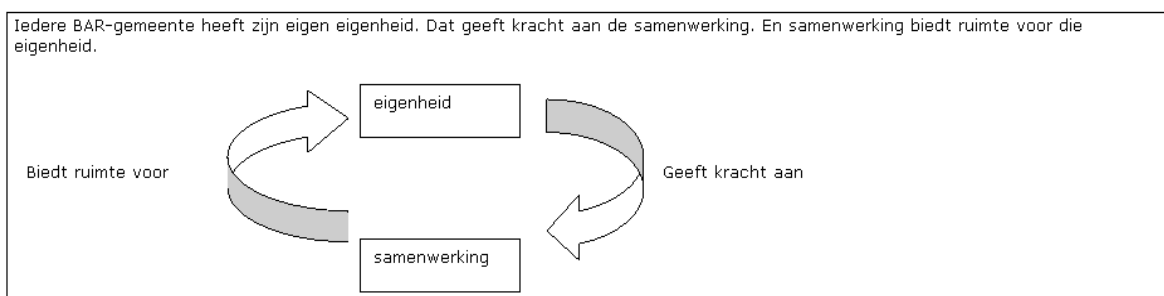 Iedere BAR-gemeente heeft zijn eigen eigenheid. Dat geeft kracht aan de samenwerking. En samenwerking biedt ruimte voor die
eigenheid.
eigenheid
Biedt ruimte voor
Geeft kracht aan
samenwerking